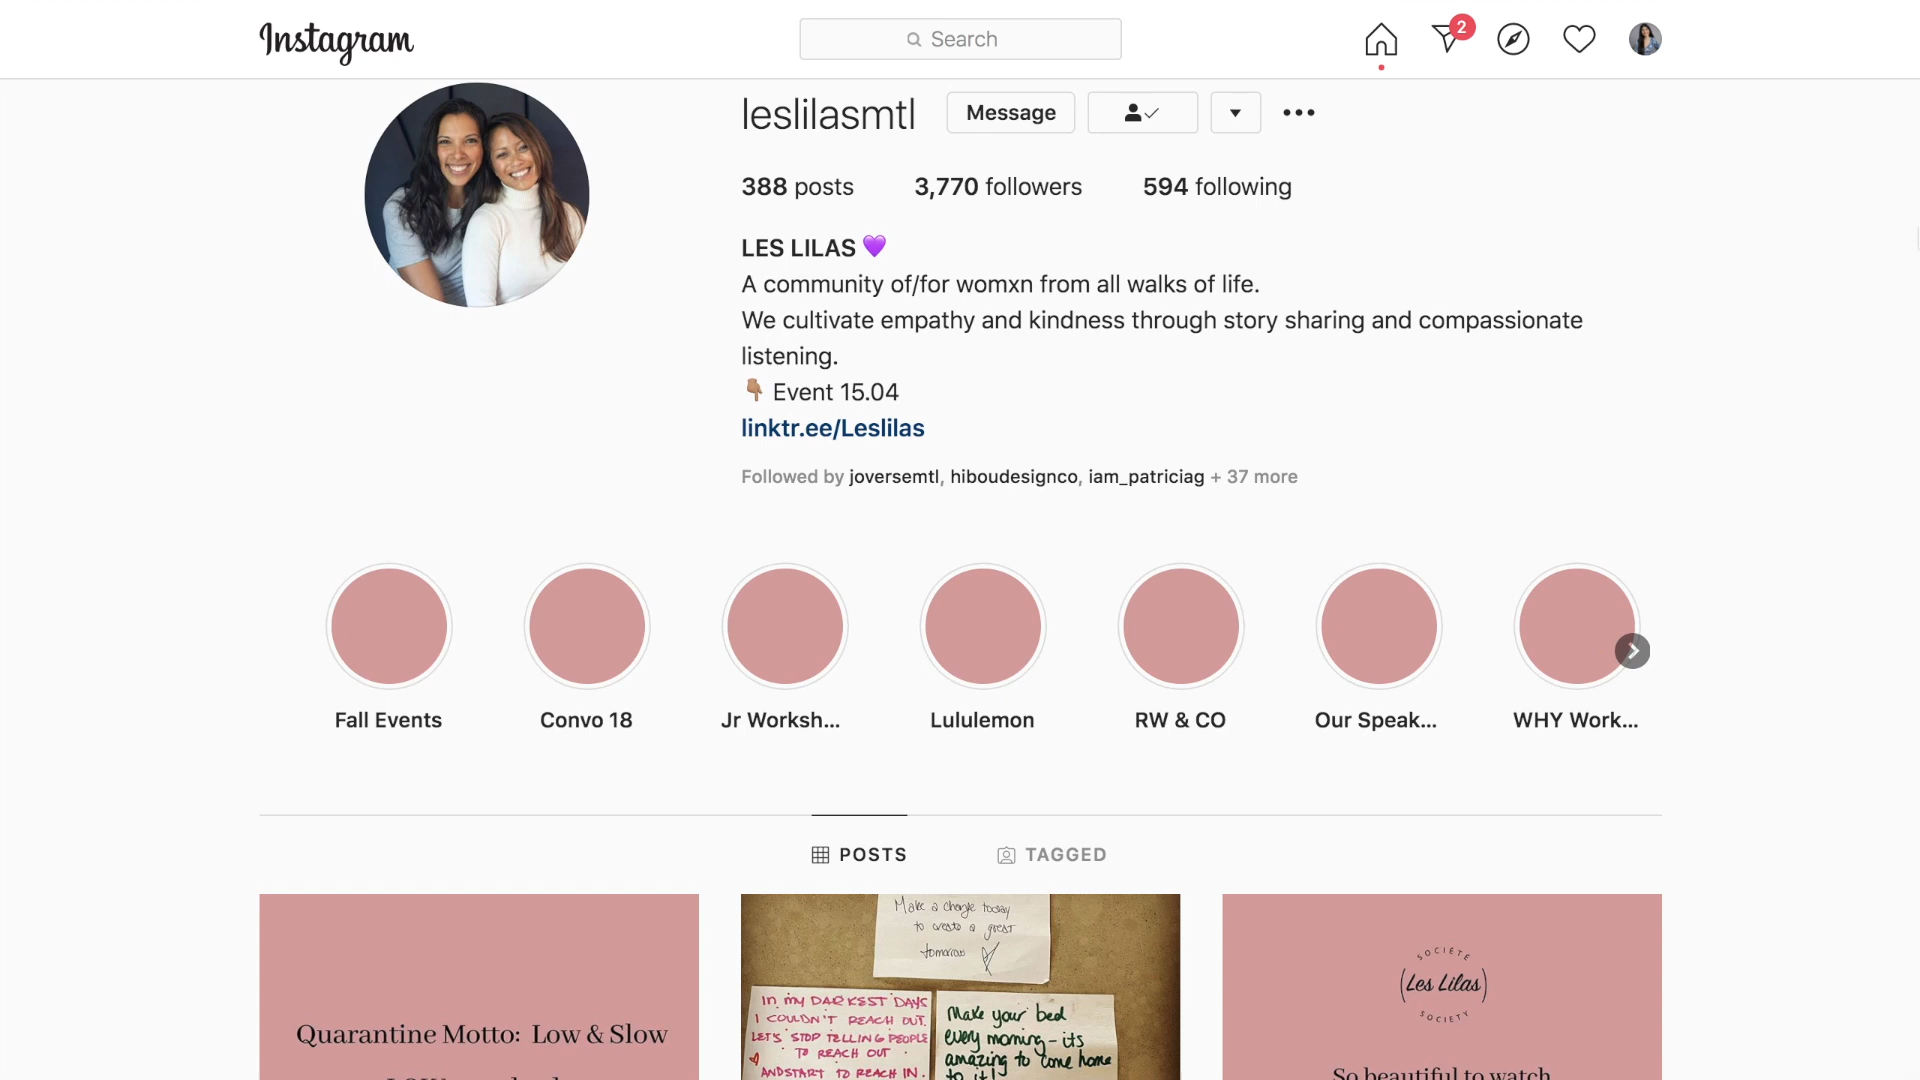 Instagram
Search
2
leslilasmtl
Message
388 posts
3,770 followers
594 following
LES LILAS 💜
A community of/for womxn from all walks of life.
We cultivate empathy and kindness through story sharing and compassionate
listening.
👇🏽 Event 15.04
linktr.ee/Leslilas
Followed by joversemtl, hiboudesignco, iam_patriciag + 37 more
Fall Events
Convo 18
Jr Worksh...
Lululemon
RW & CO
Our Speak...
WHY Work...
POSTS
TAGGED
Quarantine Motto: Low & Slow
Make a change today
to create a great
tomorrow
In my DARKEST DAYS
I COULDN'T REACH OUT.
LET'S STOP TELLING PEOPLE
TO REACH OUT
AND START TO REACH IN.
Make your bed
every morning - its
amazing to come home
to it!
SOCIÉTÉ
(Les Lilas)
SOCIETY
So beautiful to watch